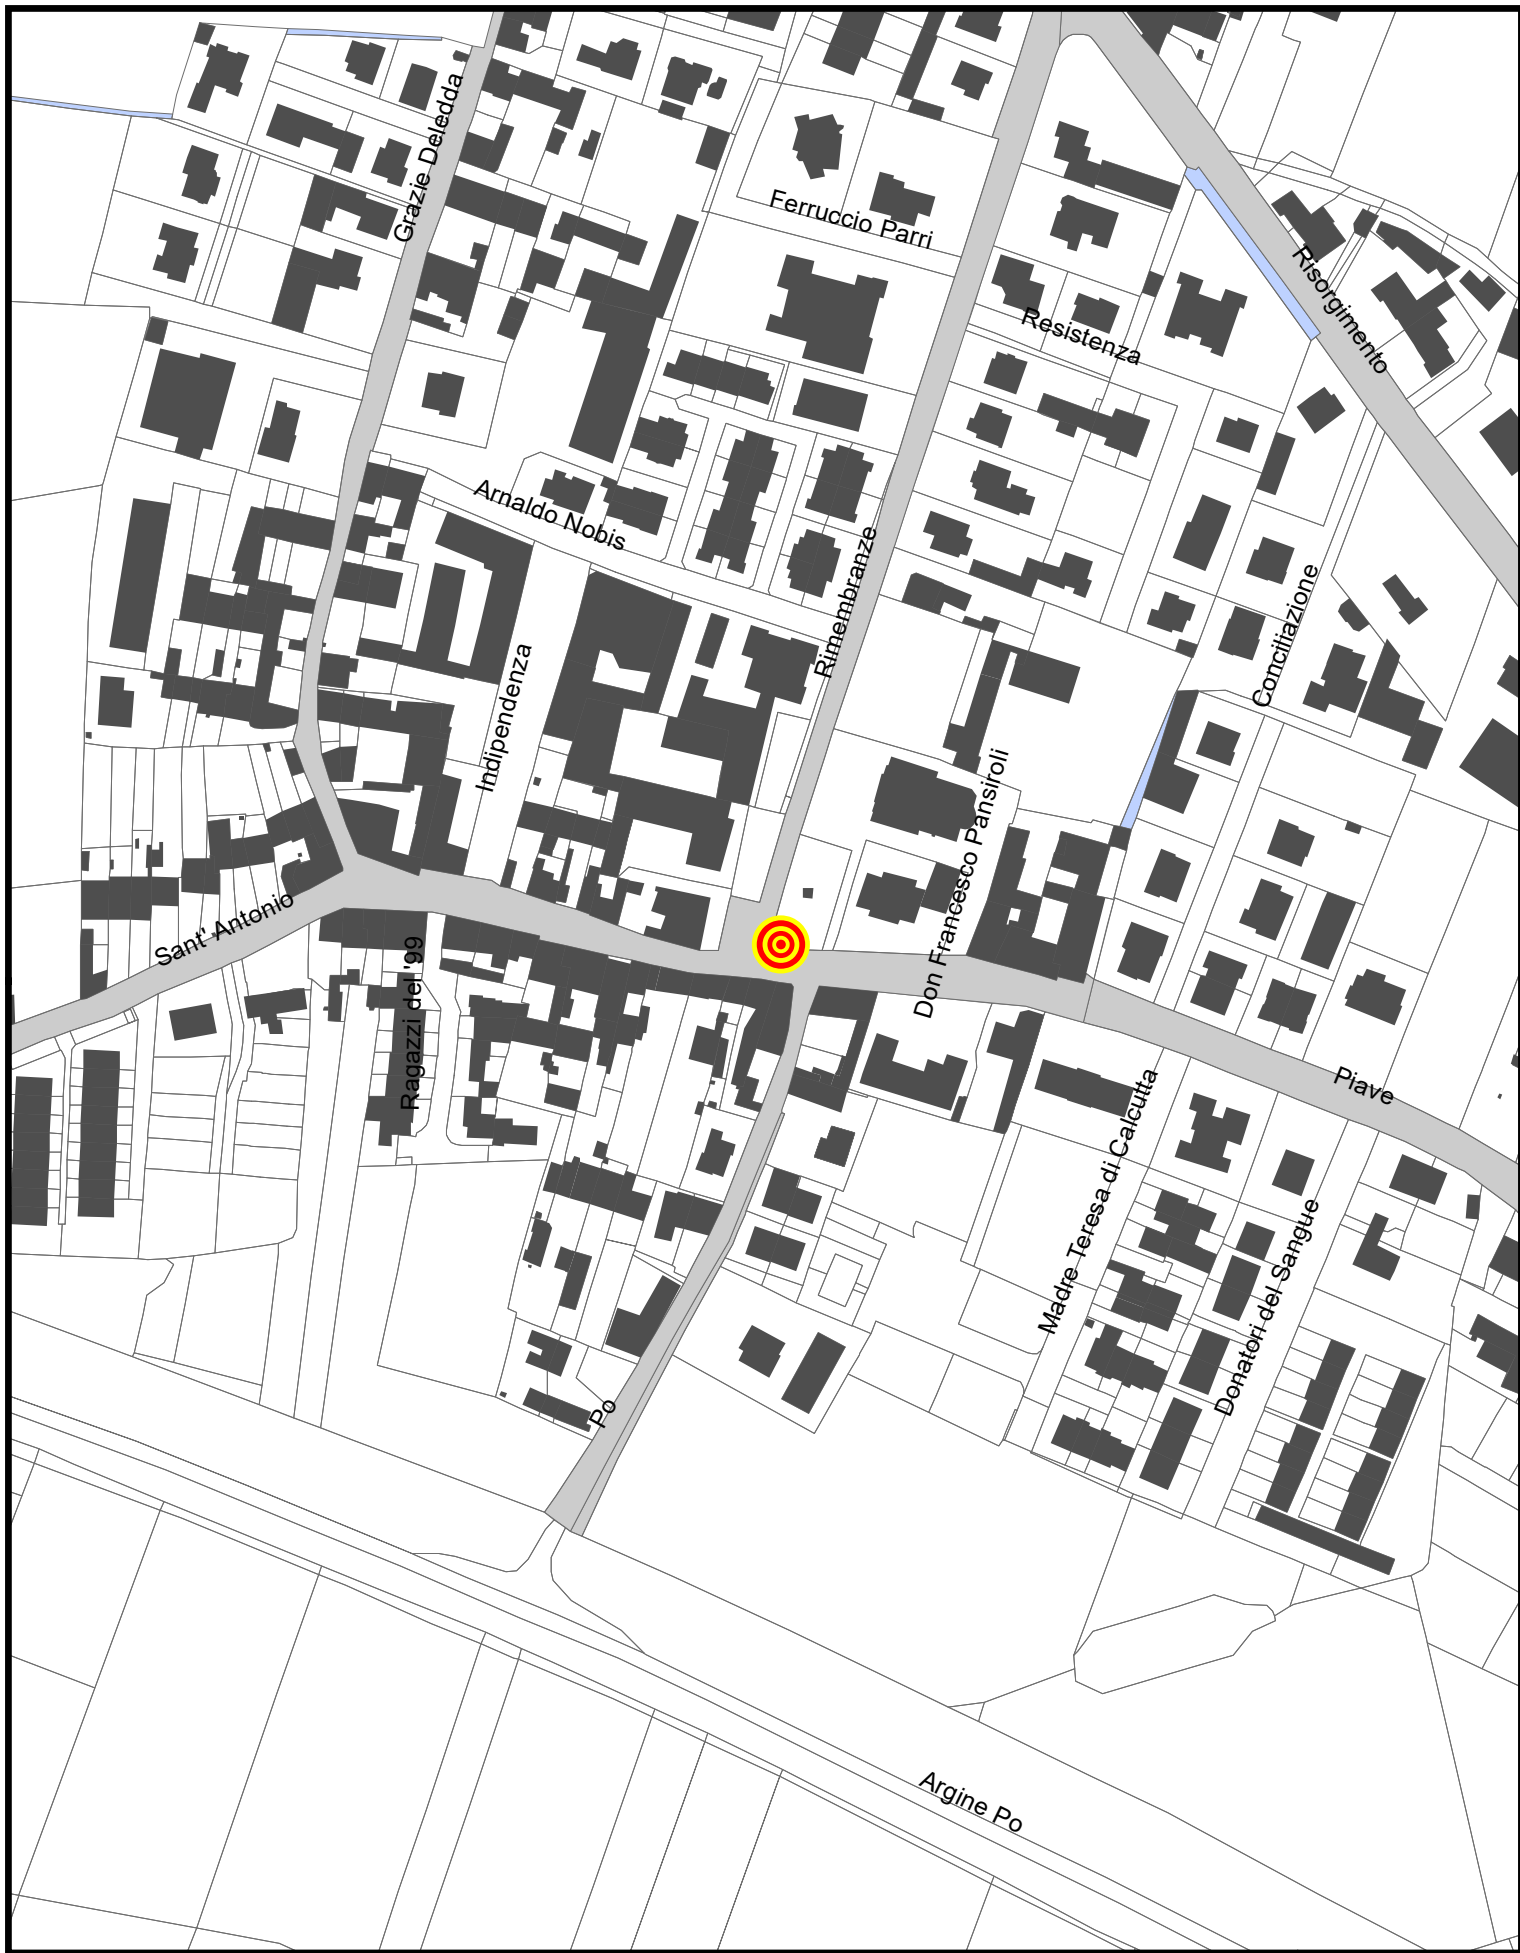 Grazie Deledda
Ferruccio Parri
Risorgimento
Resistenza
Arnaldo Nobis
Rimembranze
Conciliazione
Indipendenza
Don Francesco Pansiroli
Sant' Antonio
Ragazzi del '99
Piave
Madre Teresa di Calcutta
Donatori del Sangue
Po
Argine Po